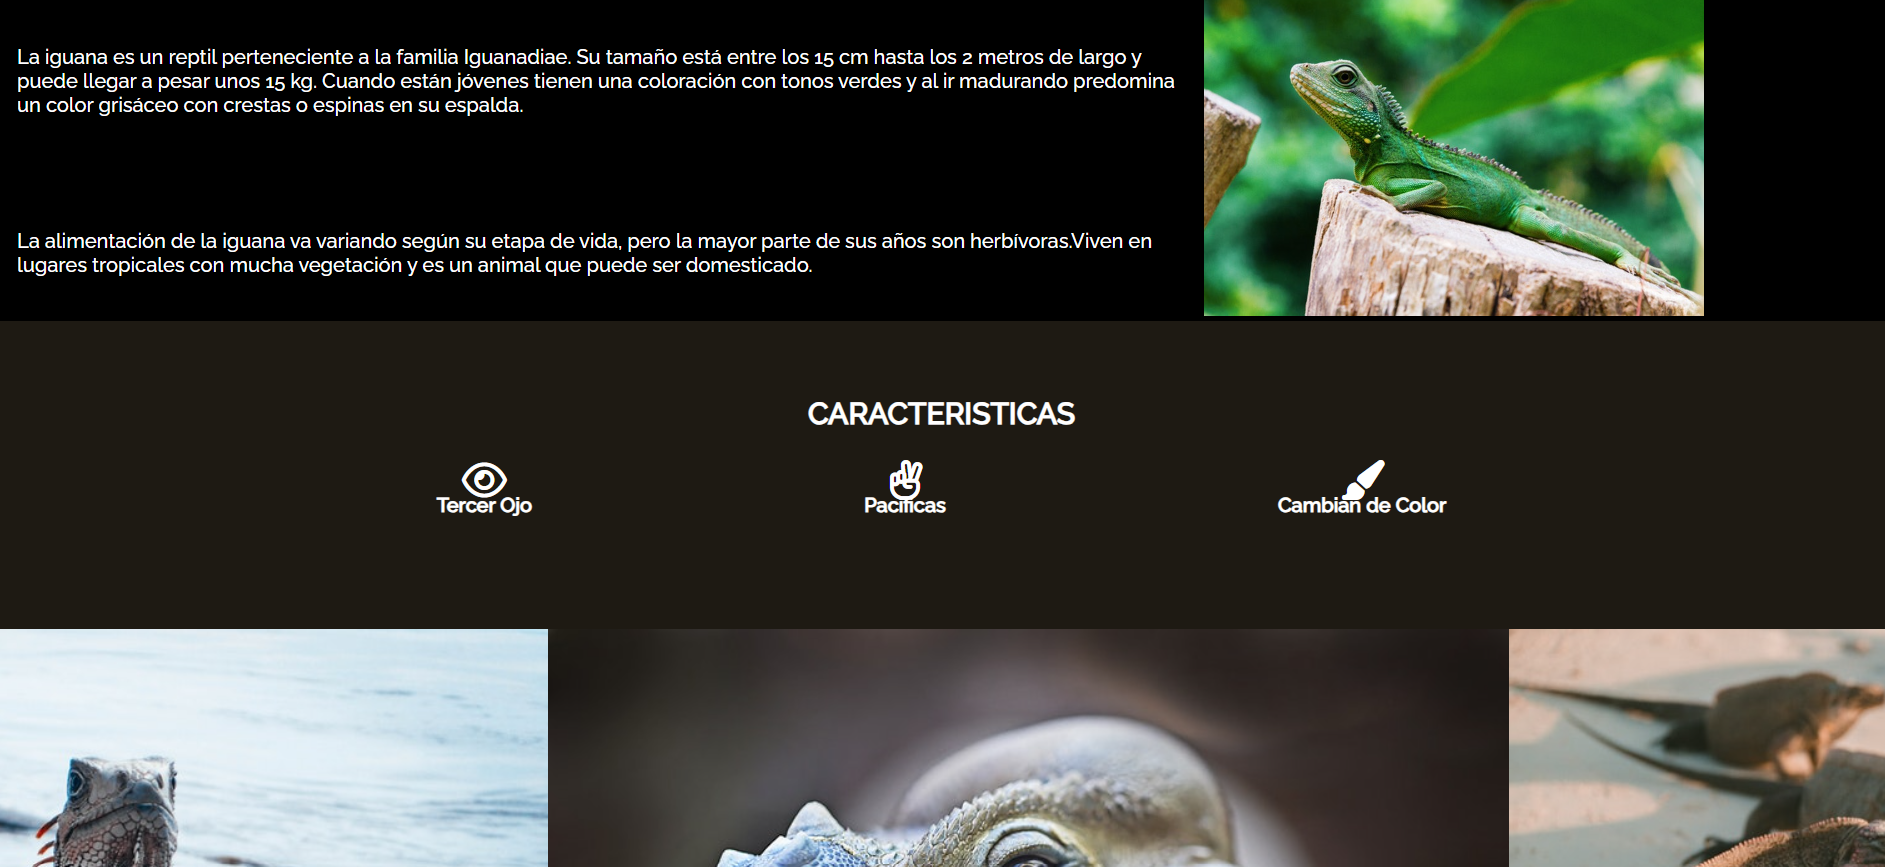 La iguana es un reptil perteneciente a la familia Iguanadiae. Su tamaño está entre los 15 cm hasta los 2 metros de largo y
puede llegar a pesar unos 15 kg. Cuando están jóvenes tienen una coloración con tonos verdes y al ir madurando predomina
un color grisáceo con crestas o espinas en su espalda.
La alimentación de la iguana va variando según su etapa de vida, pero la mayor parte de sus años son herbívoras.Viven en
lugares tropicales con mucha vegetación y es un animal que puede ser domesticado.
CARACTERISTICAS
Tercer Ojo
Pacificas
Cambian de Color